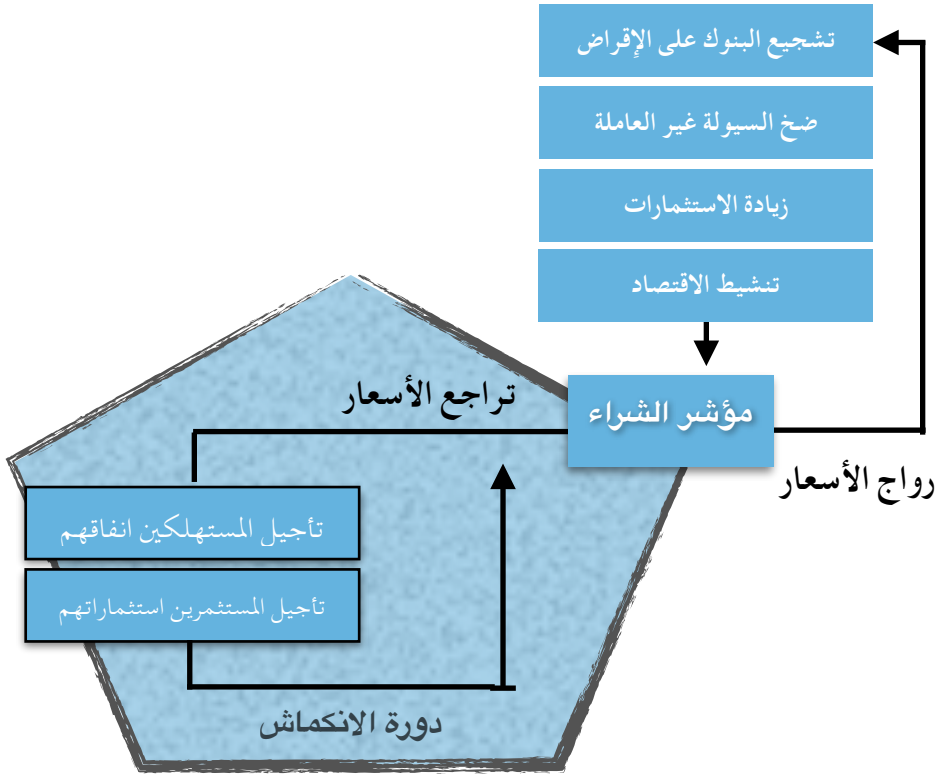 تشجيع البنوك على الإقراض
ضخ السيولة غير العاملة
زيادة الاستثمارات
تنشيط الاقتصاد
مؤشر الشراء
تراجع الأسعار
رواج الأسعار
تأجيل المستهلكين انفاقهم
تأجيل المستثمرين استثماراتهم
دورة الانكماش